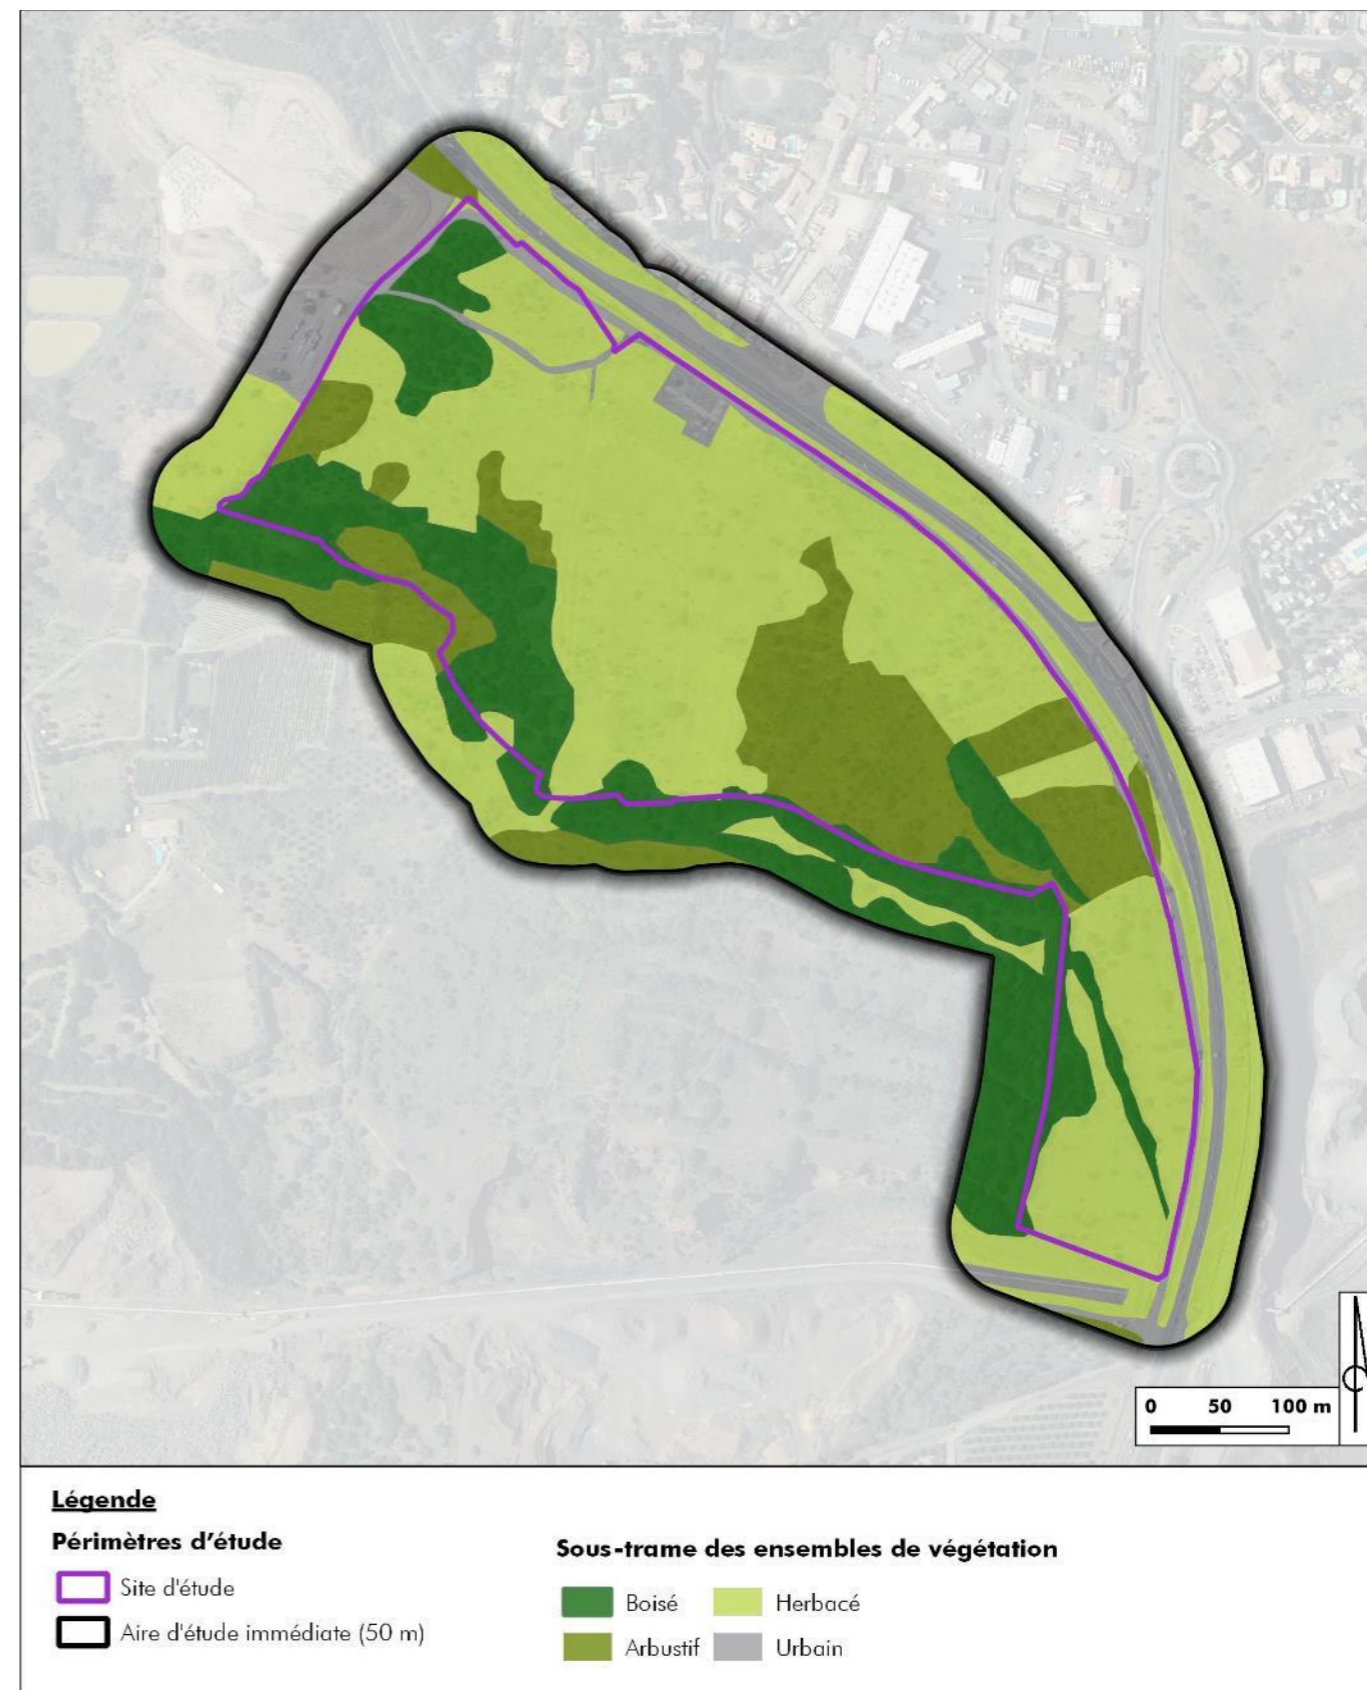 0 50 100 m
Légende
Périmètres d'étude
Site d'étude
Aire d'étude immédiate (50 m)
Sous-trame des ensembles de végétation
Boisé Herbacé
Arbustif Urbain